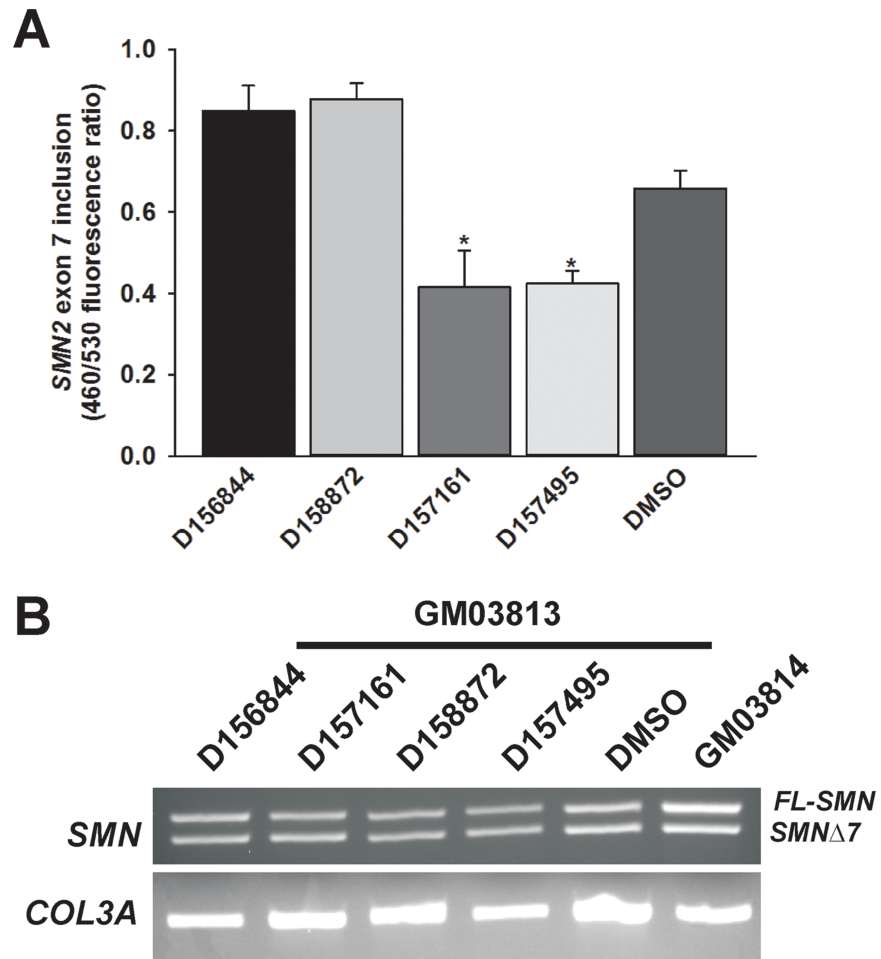 A
SMN2 exon 7 inclusion
(460/530 fluorescence ratio)
1.0
0.8
0.6
0.4
0.2
0.0
*
*
D156844
D158872
D157161
D157495
DMSO
B
GM03813
D156844
D157161
D158872
D157495
DMSO
GM03814
SMN
FL-SMN
SMNΔ7
COL3A